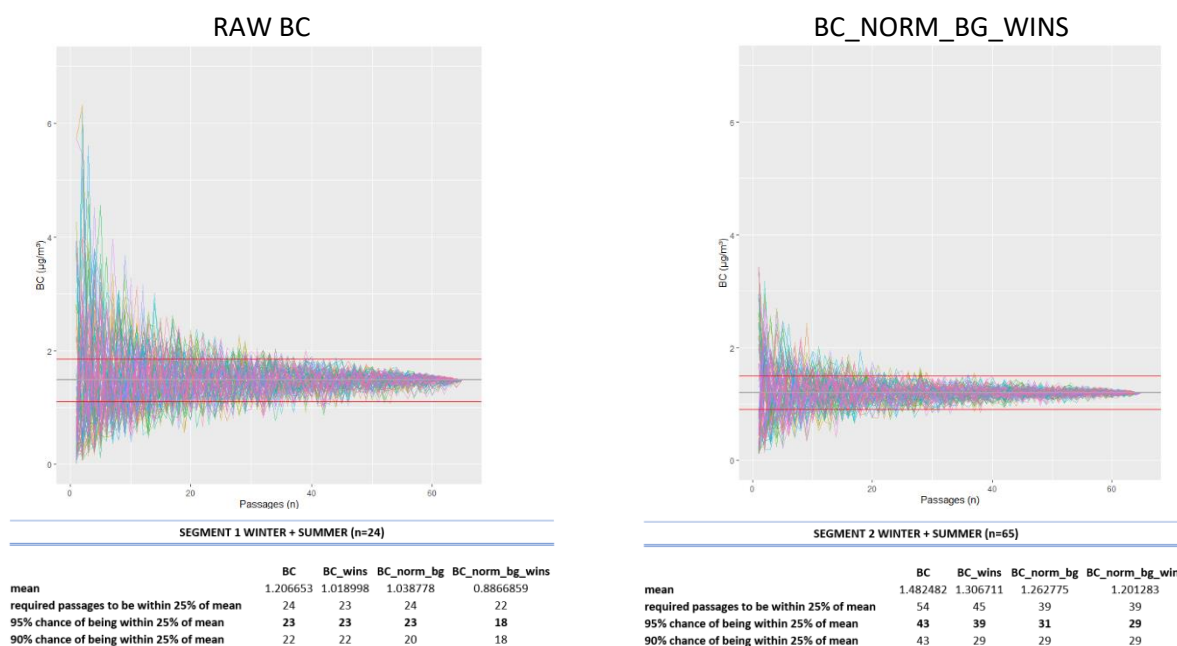 RAW BC
BC_NORM_BG_WINS
6
4
2
0
BC (µg/m³)
0 20 40 60
Passages (n)
6
4
2
0
BC (µg/m³)
0 20 40 60
Passages (n)
SEGMENT 1 WINTER + SUMMER (n=24)
BC BC_wins BC_norm_bg BC_norm_bg_wins
mean 1.206653 1.018998 1.038778 0.8866859
required passages to be within 25% of mean 24 23 24 22
95% chance of being within 25% of mean 23 23 23 18
90% chance of being within 25% of mean 22 22 20 18
SEGMENT 2 WINTER + SUMMER (n=65)
BC BC_wins BC_norm_bg BC_norm_bg_win
mean 1.482482 1.306711 1.262775 1.201283
required passages to be within 25% of mean 54 45 39 39
95% chance of being within 25% of mean 43 39 31 29
90% chance of being within 25% of mean 43 29 29 29